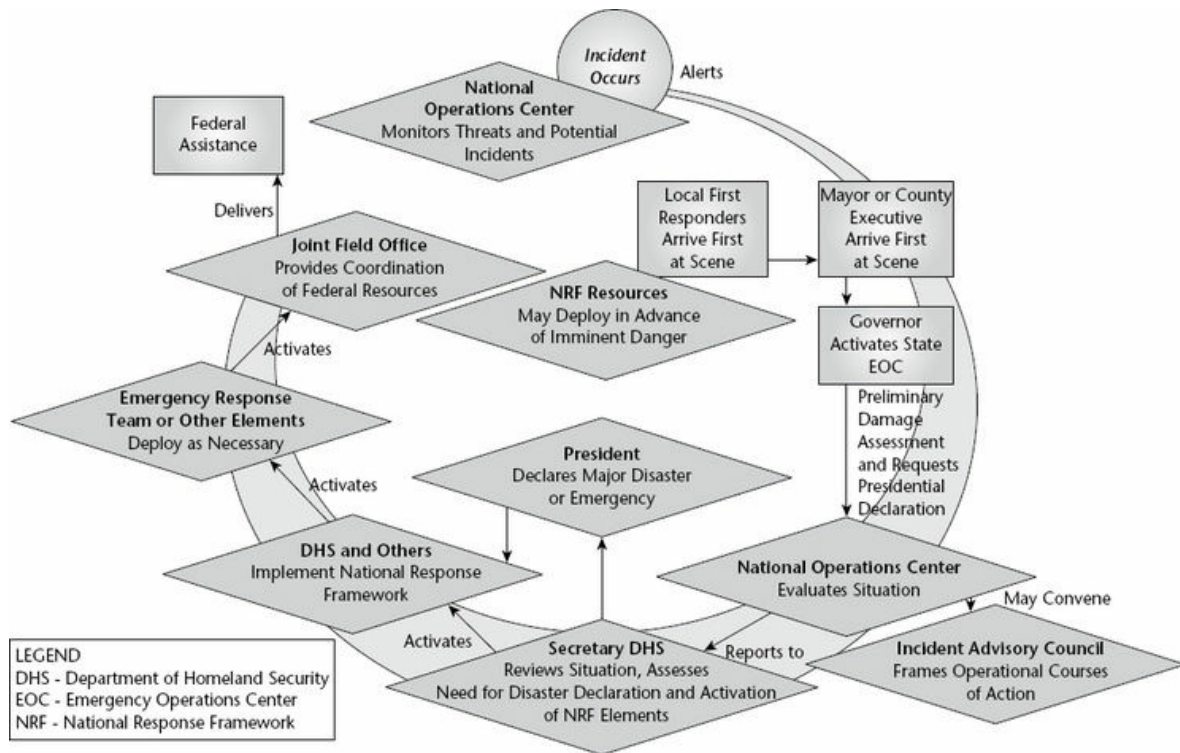 Incident
Occurs
Alerts
National
Operations Center
Monitors Threats and Potential
Incidents
Federal
Assistance
Delivers
Local First
Responders
Arrive First
at Scene
Mayor or County
Executive
Arrive First
at Scene
Joint Field Office
Provides Coordination
of Federal Resources
NRF Resources
May Deploy in Advance
of Imminent Danger
Governor
Activates State
EOC
Activates
Emergency Response
Team or Other Elements
Deploy as Necessary
Preliminary
Damage
Assessment
and Requests
Presidential
Declaration
President
Declares Major Disaster
or Emergency
Activates
DHS and Others
Implement National Response
Framework
National Operations Center
Evaluates Situation
May Convene
Activates
Secretary DHS
Reviews Situation, Assesses
Need for Disaster Declaration and Activation
of NRF Elements
Reports to
Incident Advisory Council
Frames Operational Courses
of Action
LEGEND
DHS - Department of Homeland Security
EOC - Emergency Operations Center
NRF - National Response Framework